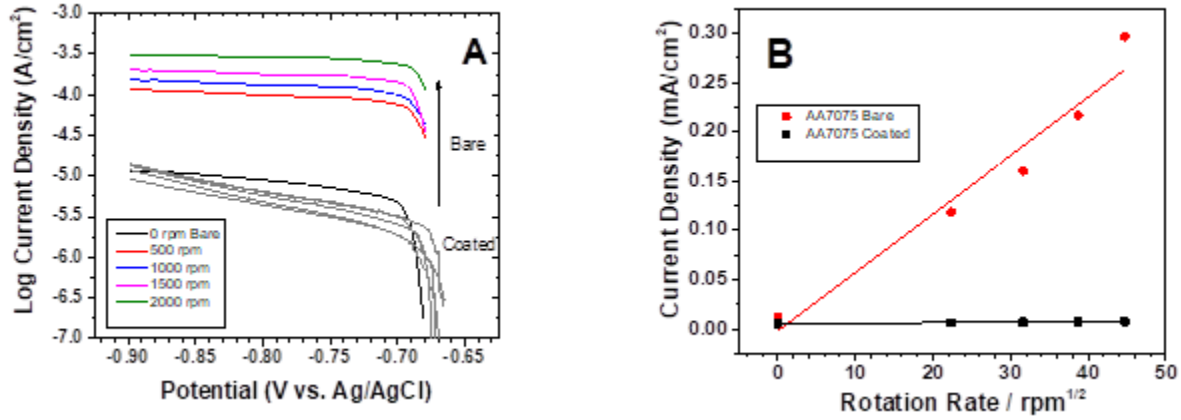 A
Log Current Density (A/cm²)
-3.0
-3.5
-4.0
-4.5
-5.0
-5.5
-6.0
-6.5
-7.0
Bare
Coated
0 rpm Bare
500 rpm
1000 rpm
1500 rpm
2000 rpm
-0.90 -0.85 -0.80 -0.75 -0.70 -0.65
Potential (V vs. Ag/AgCl)
B
Current Density (mA/cm²)
0.30
0.25
0.20
0.15
0.10
0.05
0.00
AA7075 Bare
AA7075 Coated
0 10 20 30 40 50
Rotation Rate / rpm¹/²